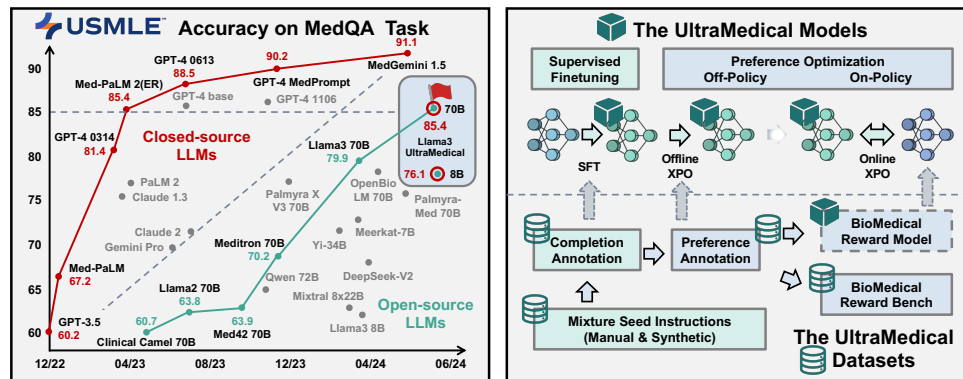 USMLE Accuracy on MedQA Task
90
85
80
75
70
65
60
12/22
04/23
08/23
12/23
04/24
06/24
91.1
MedGemini 1.5
90.2
GPT-4 MedPrompt
GPT-4 0613
88.5
GPT-4 base
GPT-4 1106
Med-PaLM 2(ER)
85.4
GPT-4 0314
81.4
Closed-source
LLMs
70B
85.4
Llama3
UltraMedical
76.1
8B
Llama3 70B
79.9
PaLM 2
Claude 1.3
Palmyra X
V3 70B
OpenBio
LM 70B
Palmyra-
Med 70B
Meerkat-7B
Claude 2
Gemini Pro
Meditron 70B
70.2
Yi-34B
Med-PaLM
67.2
Qwen 72B
DeepSeek-V2
Llama2 70B
63.8
Mixtral 8x22B
Open-source
LLMs
Llama3 8B
GPT-3.5
60.2
60.7
Clinical Camel 70B
63.9
Med42 70B
The UltraMedical Models
Supervised
Finetuning
Preference Optimization
Off-Policy
On-Policy
SFT
Offline
XPO
Online
XPO
Completion
Annotation
Preference
Annotation
BioMedical
Reward Model
BioMedical
Reward Bench
Mixture Seed Instructions
(Manual & Synthetic)
The UltraMedical
Datasets